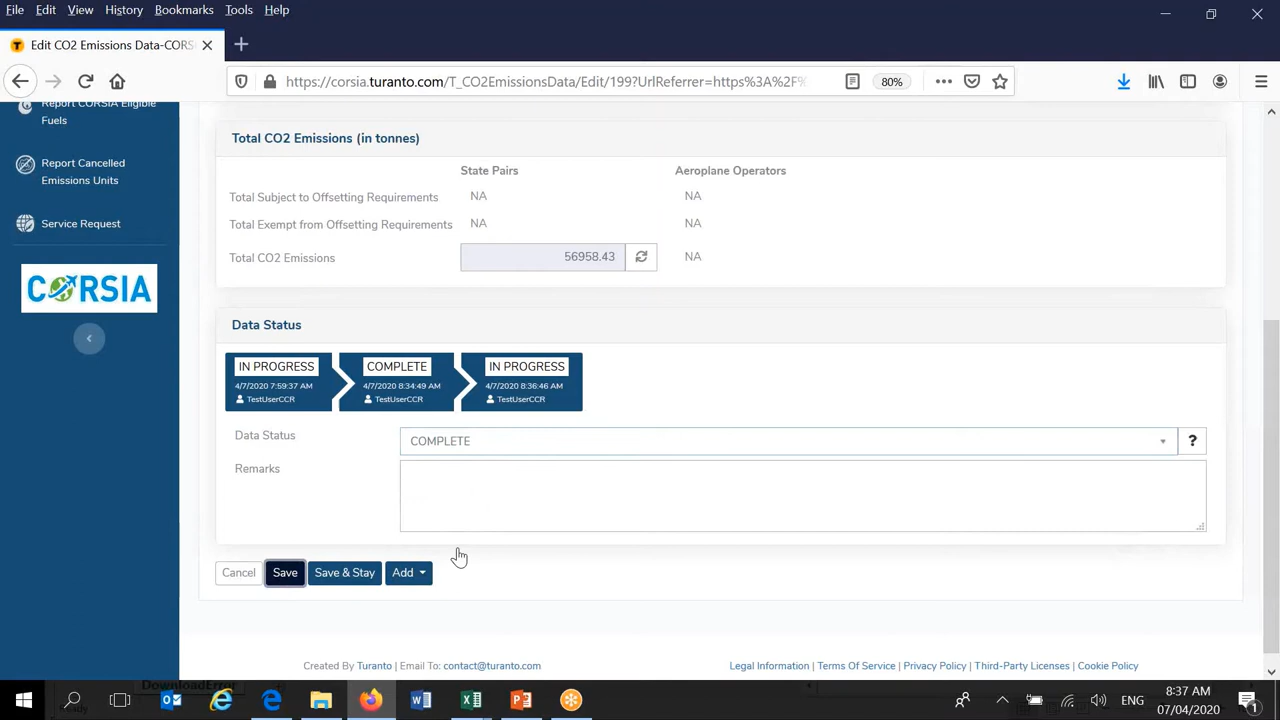 File Edit View History Bookmarks Tools Help
Edit CO2 Emissions Data-CORS
https://corsia.turanto.com/T_CO2EmissionsData/Edit/199?UrlReferrer=https%3A%2F%
80%
Report CORSIA Eligible
Fuels
Report Cancelled
Emissions Units
Service Request
CORSIA
Total CO2 Emissions (in tonnes)
State Pairs Aeroplane Operators
Total Subject to Offsetting Requirements NA NA
Total Exempt from Offsetting Requirements NA NA
Total CO2 Emissions 56958.43 NA
Data Status
IN PROGRESS COMPLETE IN PROGRESS
4/7/2020 7:59:37 AM 4/7/2020 8:34:49 AM 4/7/2020 8:36:46 AM
TestUserCCR TestUserCCR TestUserCCR
Data Status COMPLETE ?
Remarks
Cancel Save Save & Stay Add
Created By Turanto | Email To: contact@turanto.com Legal Information | Terms Of Service | Privacy Policy | Third-Party Licenses | Cookie Policy
DownloadError
ENG
8:37 AM
07/04/2020
1